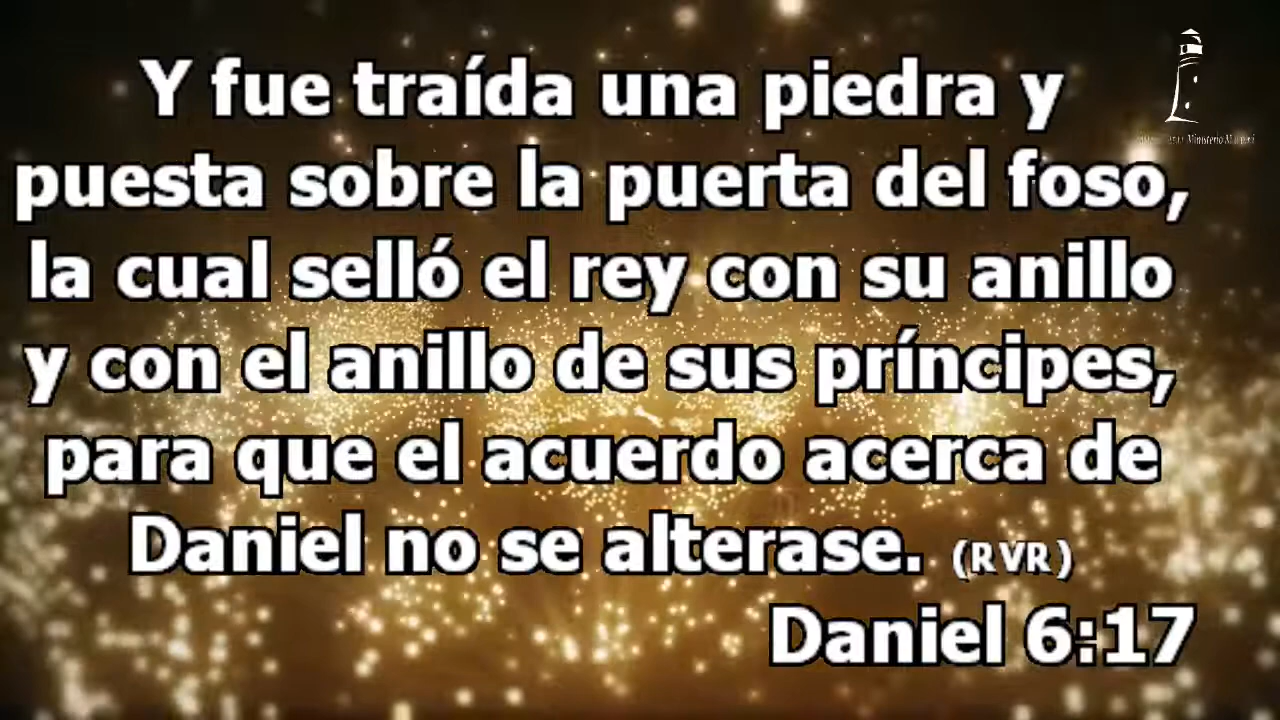 Y fue traída una piedra y
puesta sobre la puerta del foso,
la cual selló el rey con su anillo
y con el anillo de sus príncipes,
para que el acuerdo acerca de
Daniel no se alterase. (RVR)
Daniel 6:17
Ministerio